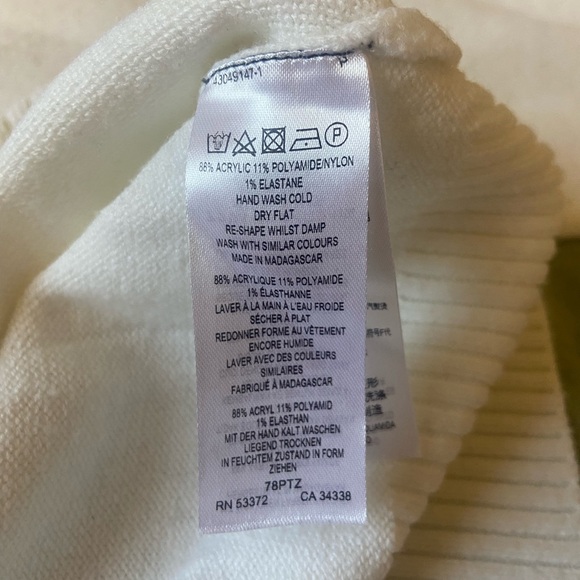 43049147-1
P
88% ACRYLIC 11% POLYAMIDE/NYLON
1% ELASTANE
HAND WASH COLD
DRY FLAT
RE-SHAPE WHILST DAMP
WASH WITH SIMILAR COLOURS
MADE IN MADAGASCAR
88% ACRYLIQUE 11% POLYAMIDE
1% ÉLASTHANNE
LAVER À LA MAIN À L'EAU FROIDE
SÉCHER À PLAT
REDONNER FORME AU VÊTEMENT
ENCORE HUMIDE
LAVER AVEC DES COULEURS
SIMILAIRES
FABRIQUÉ À MADAGASCAR
88% ACRYL 11% POLYAMID
1% ELASTHAN
MIT DER HAND KALT WASCHEN
LIEGEND TROCKNEN
IN FEUCHTEM ZUSTAND IN FORM
ZIEHEN
78PTZ
RN 53372 CA 34338